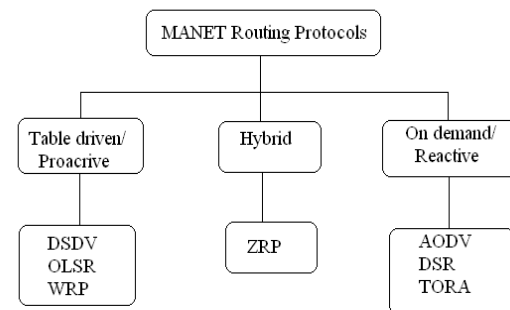 MANET Routing Protocols
Table driven/
Proacrive
Hybrid
On demand/
Reactive
DSDV
OLSR
WRP
ZRP
AODV
DSR
TORA